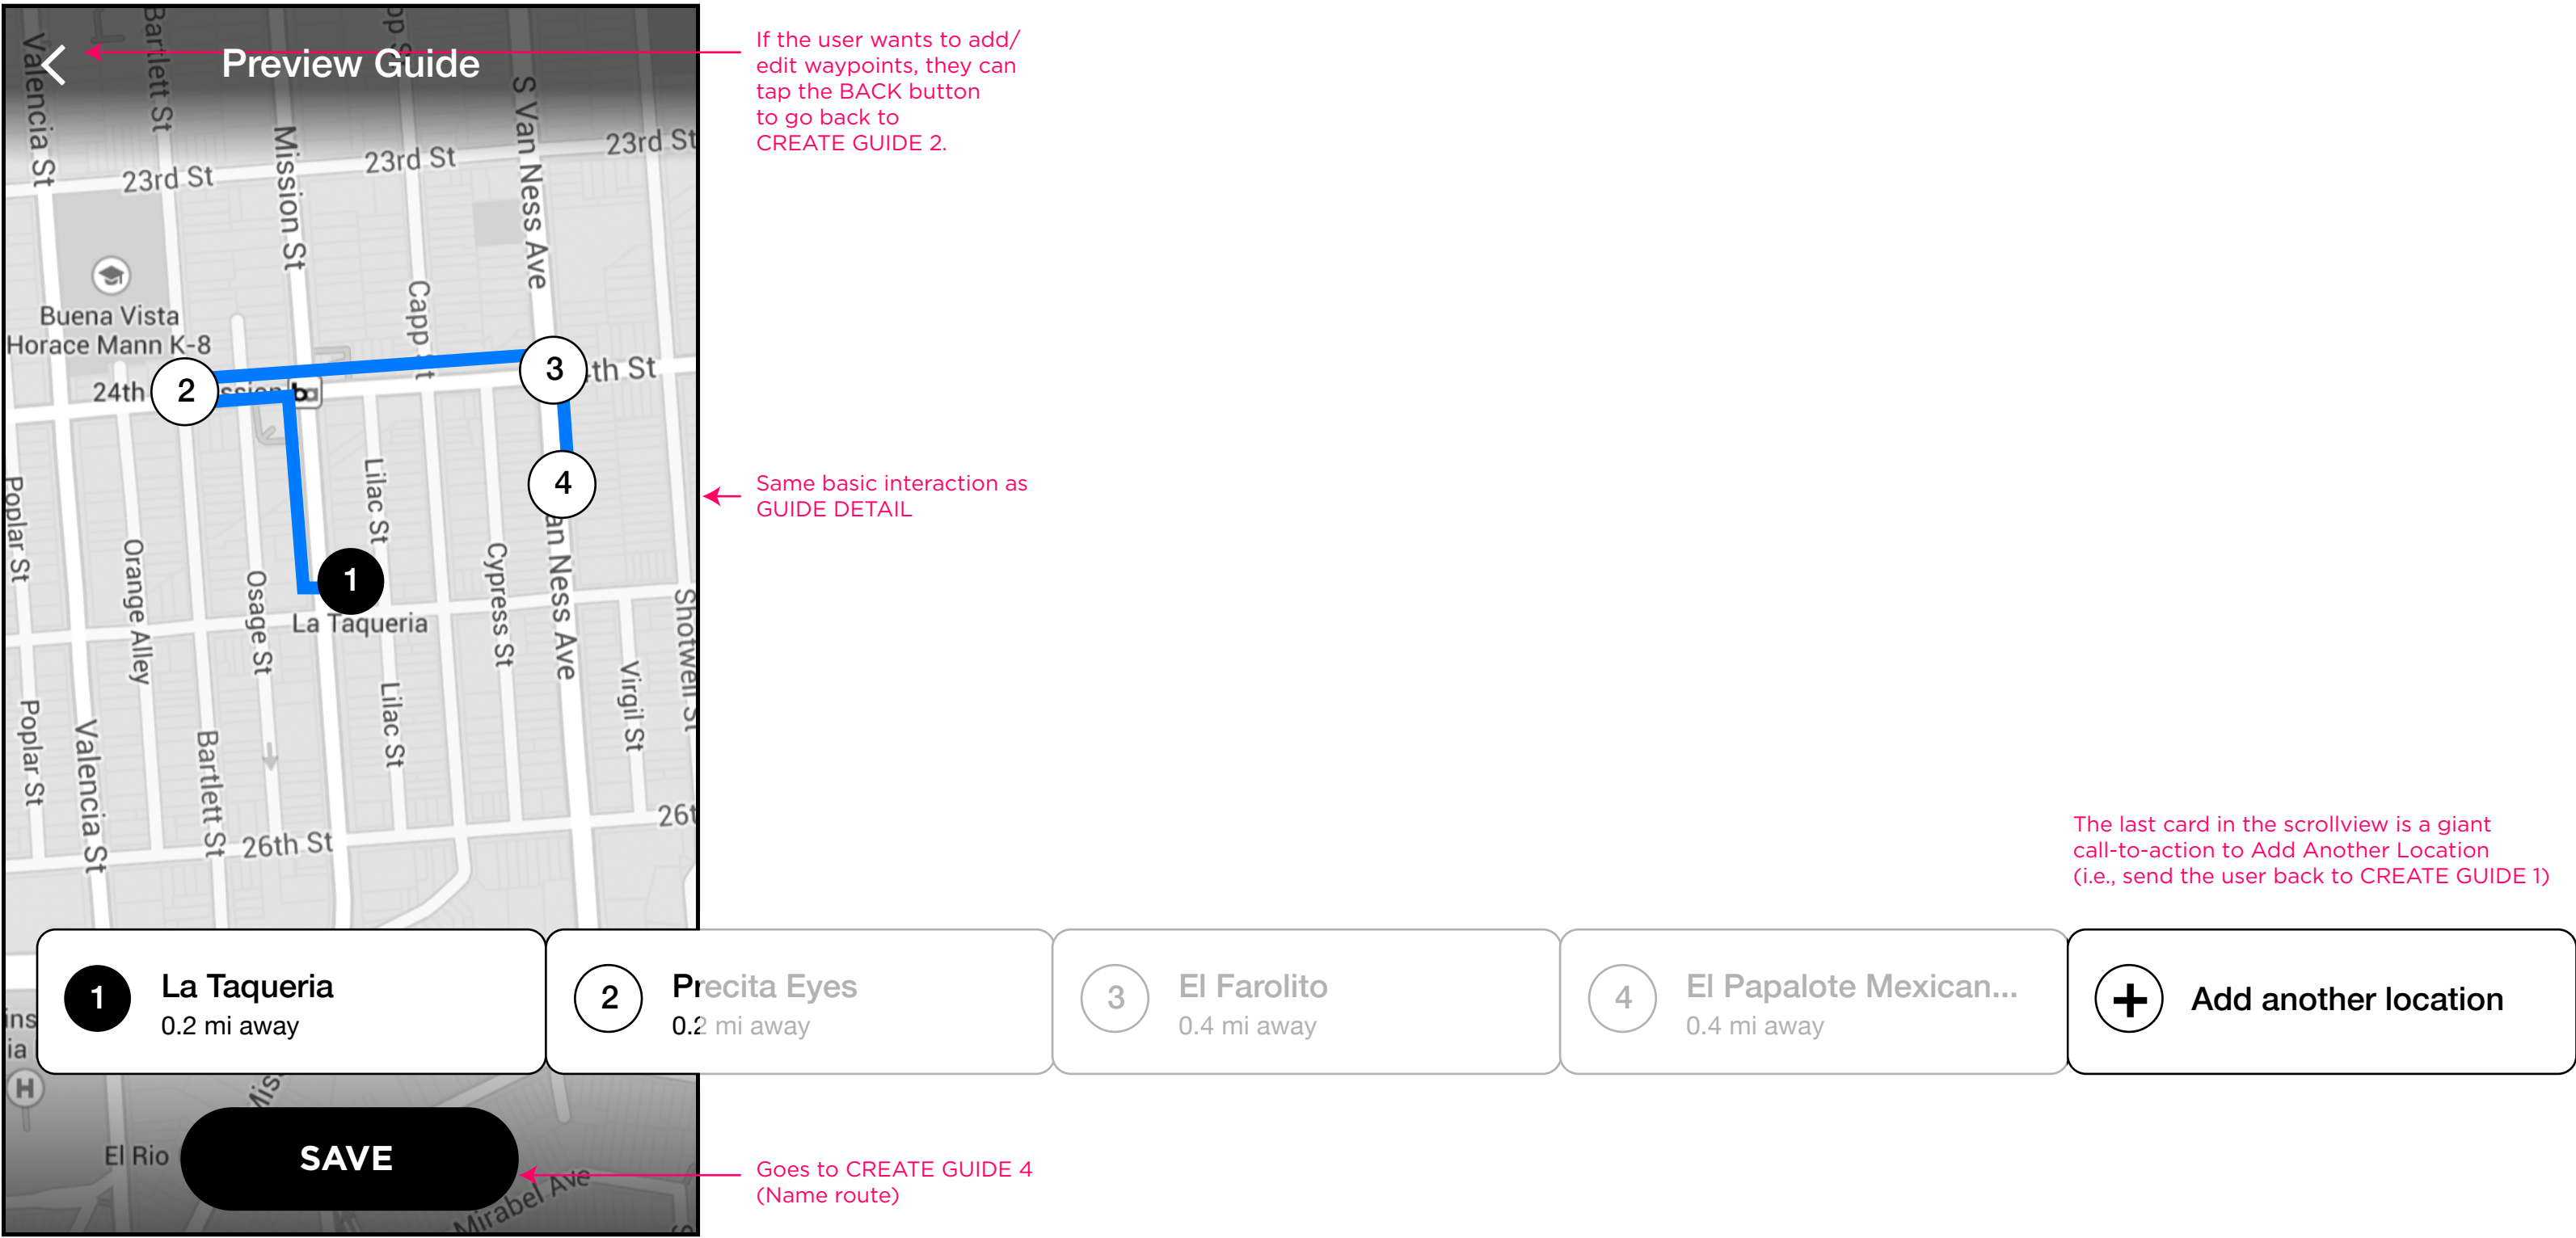 Preview Guide
If the user wants to add/
edit waypoints, they can
tap the BACK button
to go back to
CREATE GUIDE 2.
Valencia St
Bartlett St
Mission St
S Van Ness Ave
23rd St
23rd St
23rd St
Buena Vista
Horace Mann K-8
Capp St
24th
2
3
th St
4
Same basic interaction as
GUIDE DETAIL
1
La Taqueria
Poplar St
Orange Alley
Osage St
Lilac St
Cypress St
an Ness Ave
Shotwell St
Poplar St
Valencia St
Bartlett St
Lilac St
Virgil St
26th St
26t
The last card in the scrollview is a giant
call-to-action to Add Another Location
(i.e., send the user back to CREATE GUIDE 1)
1
La Taqueria
0.2 mi away
2
Precita Eyes
0.2 mi away
3
El Farolito
0.4 mi away
4
El Papalote Mexican...
0.4 mi away
+
Add another location
ins
ia
H
Miss
El Rio
SAVE
Mirabel Ave
Goes to CREATE GUIDE 4
(Name route)